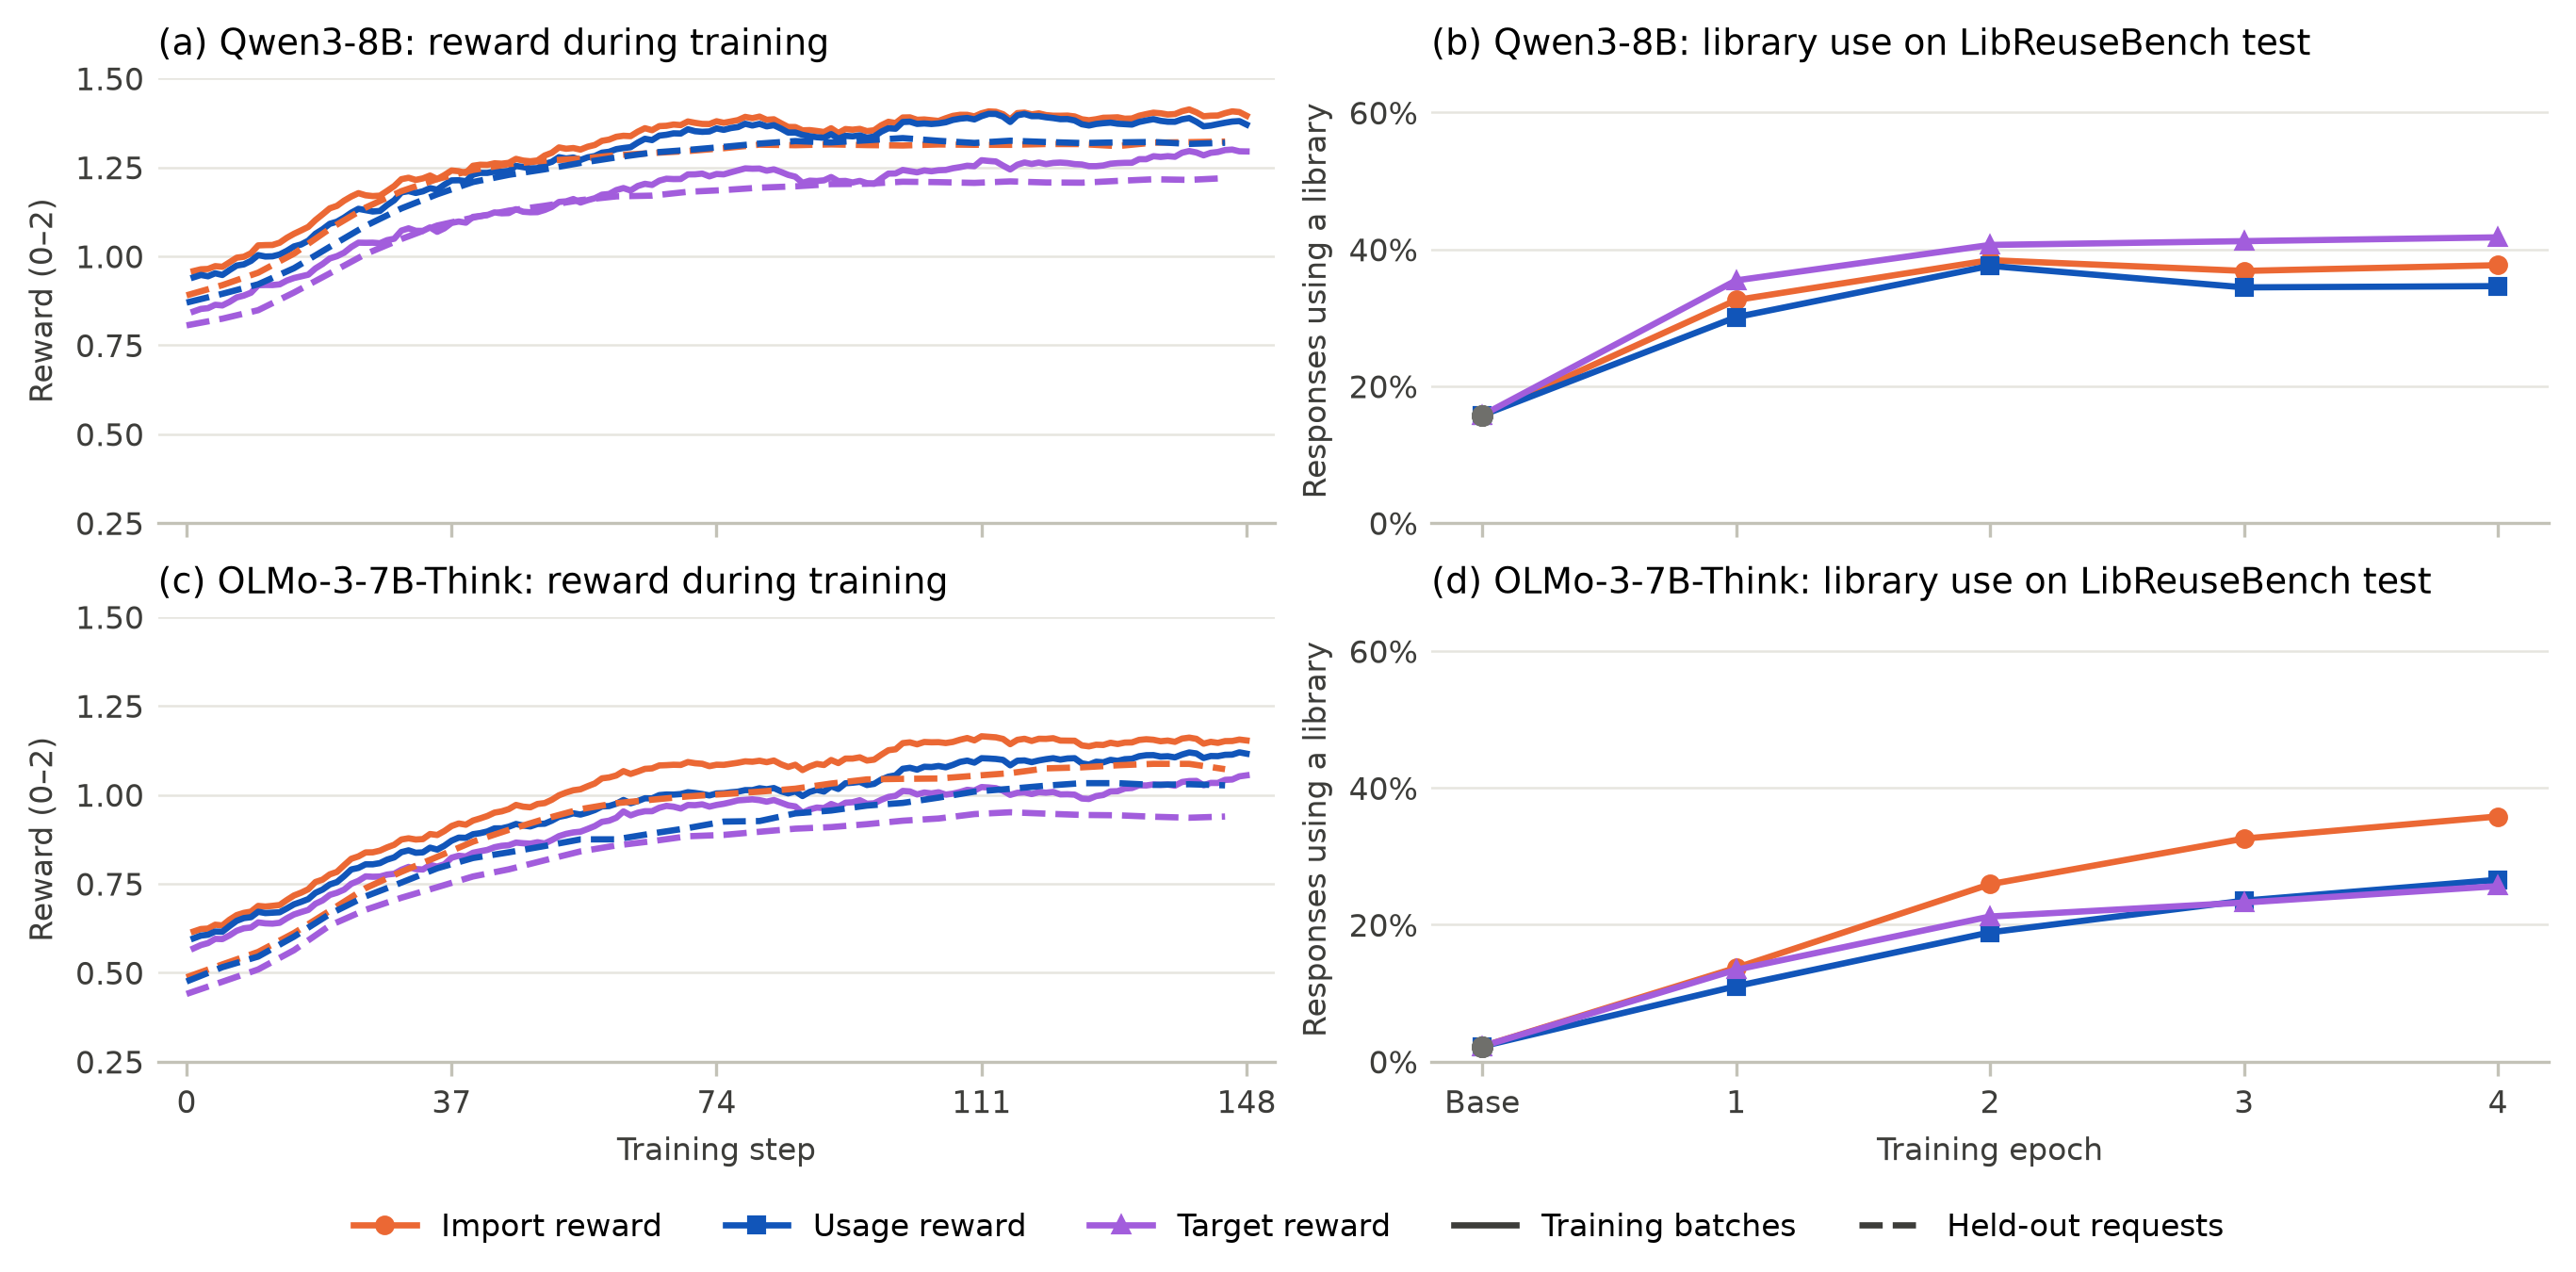 (a) Qwen3-8B: reward during training
1.50
1.25
1.00
0.75
0.50
0.25
Reward (0–2)
(b) Qwen3-8B: library use on LibReuseBench test
60%
40%
20%
0%
Responses using a library
(c) OLMo-3-7B-Think: reward during training
1.50
1.25
1.00
0.75
0.50
0.25
Reward (0–2)
0 37 74 111 148
Training step
(d) OLMo-3-7B-Think: library use on LibReuseBench test
60%
40%
20%
0%
Responses using a library
Base 1 2 3 4
Training epoch
Import reward Usage reward Target reward Training batches Held-out requests